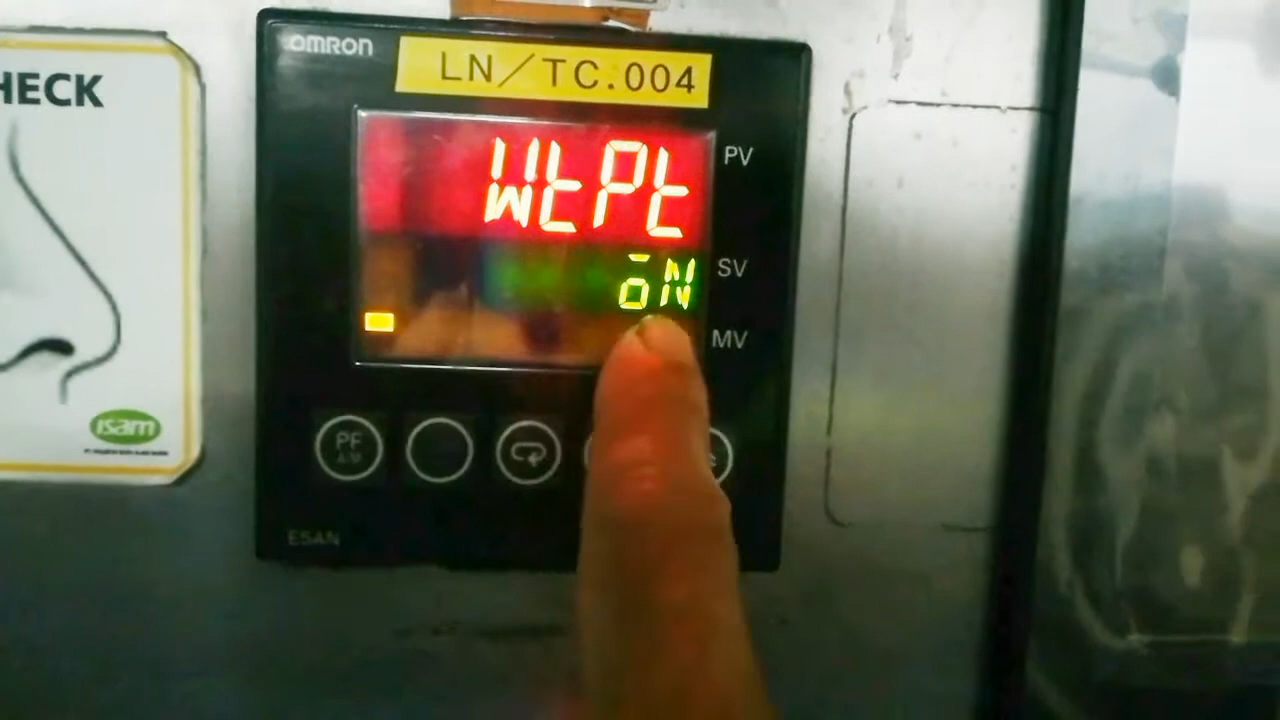 HECK
OMRON
LN/TC.004
WtPt
PV
oN
SV
MV
isam
PF
E5AN